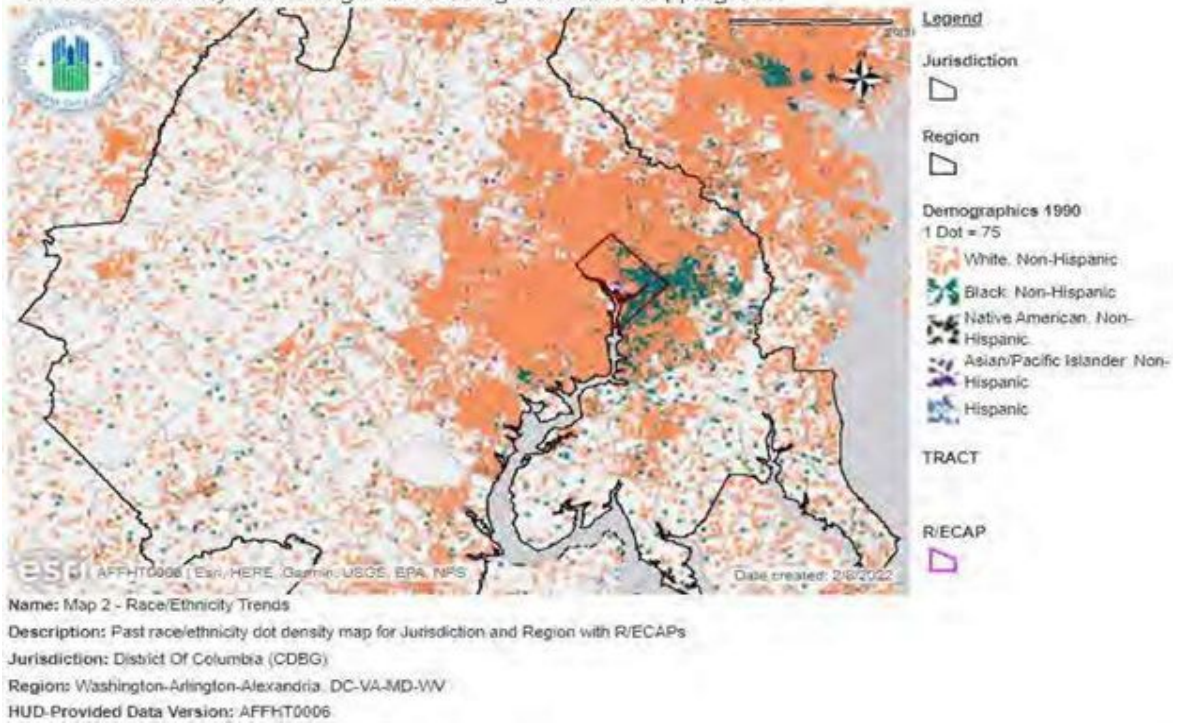 Legend
Jurisdiction
Region
Demographics 1990
1 Dot = 75
White, Non-Hispanic
Black, Non-Hispanic
Native American, Non-
Hispanic
Asian/Pacific Islander Non-
Hispanic
Hispanic
TRACT
R/ECAP
esri
AFFHT0006 | Esri, HERE, Garmin, USGS, EPA, NPS
Date created: 2/8/2022
Name: Map 2 - Race/Ethnicity Trends
Description: Past race/ethnicity dot density map for Jurisdiction and Region with R/ECAPs
Jurisdiction: District Of Columbia (CDBG)
Region: Washington-Arlington-Alexandria, DC-VA-MD-WV
HUD-Provided Data Version: AFFHT0006